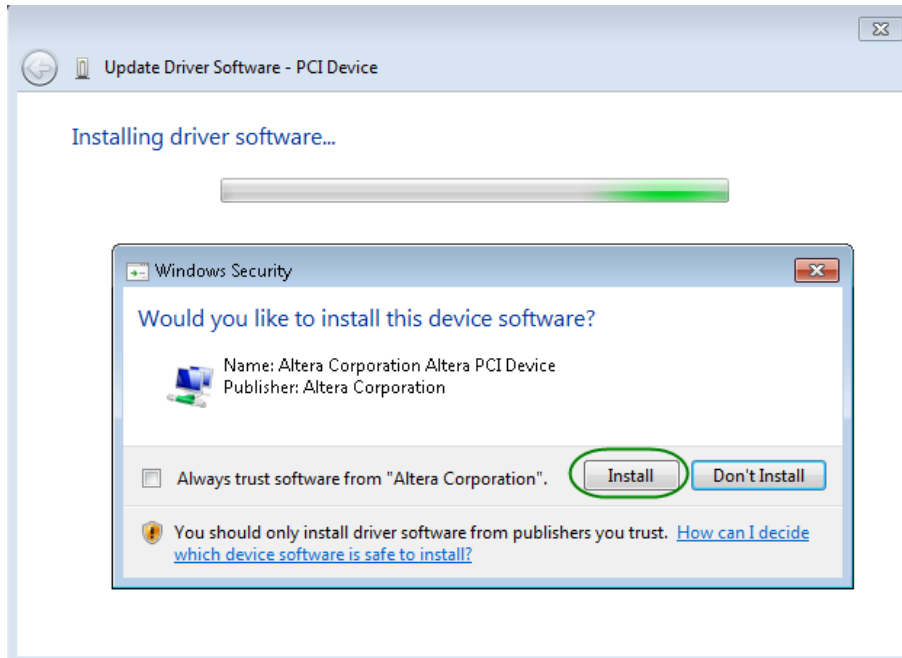 Update Driver Software - PCI Device
Installing driver software...
Windows Security
Would you like to install this device software?
Name: Altera Corporation Altera PCI Device
Publisher: Altera Corporation
Always trust software from "Altera Corporation".
Install
Don't Install
You should only install driver software from publishers you trust. How can I decide
which device software is safe to install?